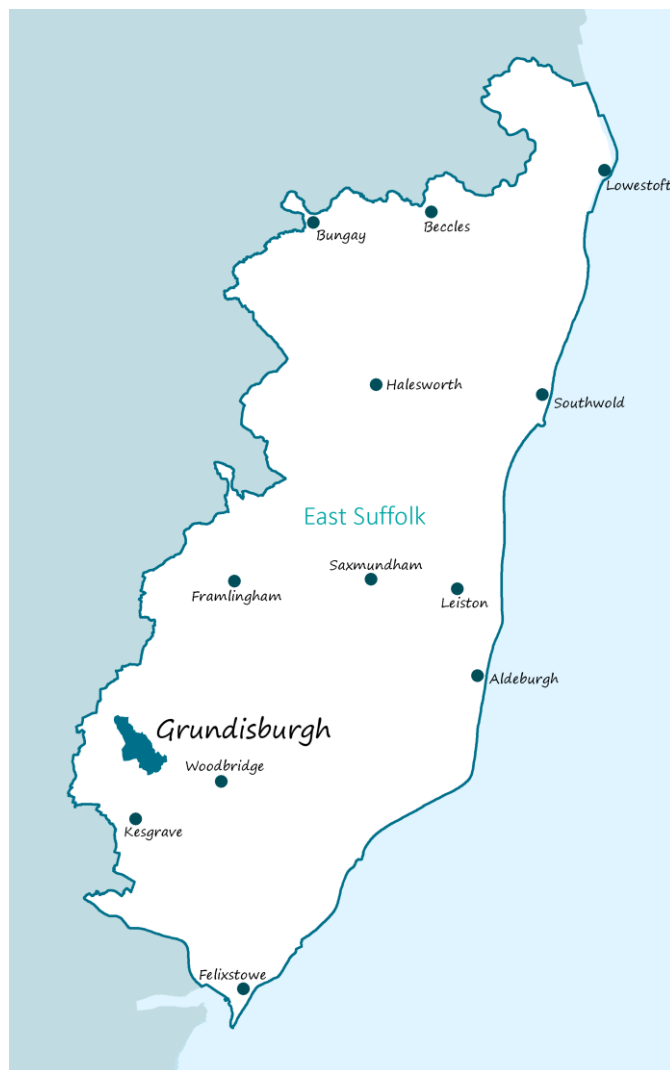 Lowestoft
Beccles
Bungay
Halesworth
Southwold
East Suffolk
Saxmundham
Framlingham
Leiston
Aldeburgh
Grundisburgh
Woodbridge
Kesgrave
Felixstowe